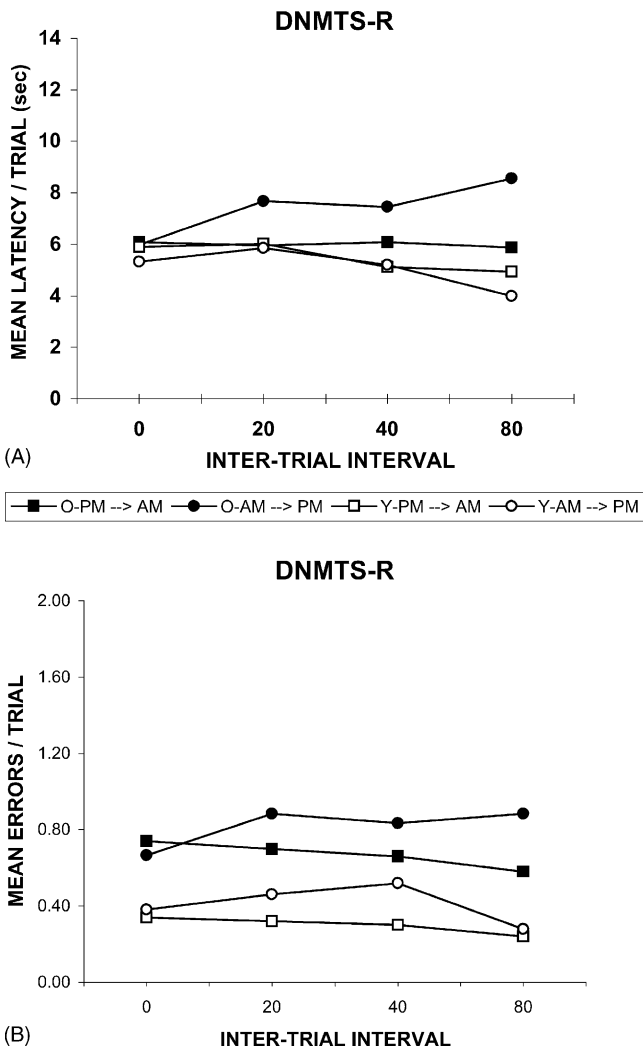 DNMTS-R
MEAN LATENCY / TRIAL (sec)
14
12
10
8
6
4
2
0
0 20 40 80
INTER-TRIAL INTERVAL
(A)
O-PM --> AM O-AM --> PM Y-PM --> AM Y-AM --> PM
DNMTS-R
MEAN ERRORS / TRIAL
2.00
1.60
1.20
0.80
0.40
0.00
0 20 40 80
INTER-TRIAL INTERVAL
(B)